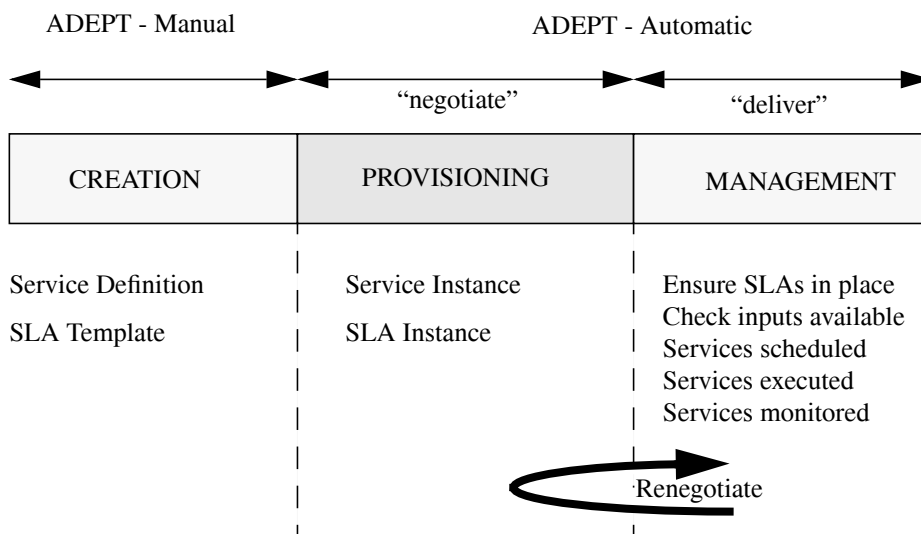 ADEPT - Manual
ADEPT - Automatic
“negotiate”
“deliver”
CREATION
PROVISIONING
MANAGEMENT
Service Definition
SLA Template
Service Instance
SLA Instance
Ensure SLAs in place
Check inputs available
Services scheduled
Services executed
Services monitored
Renegotiate